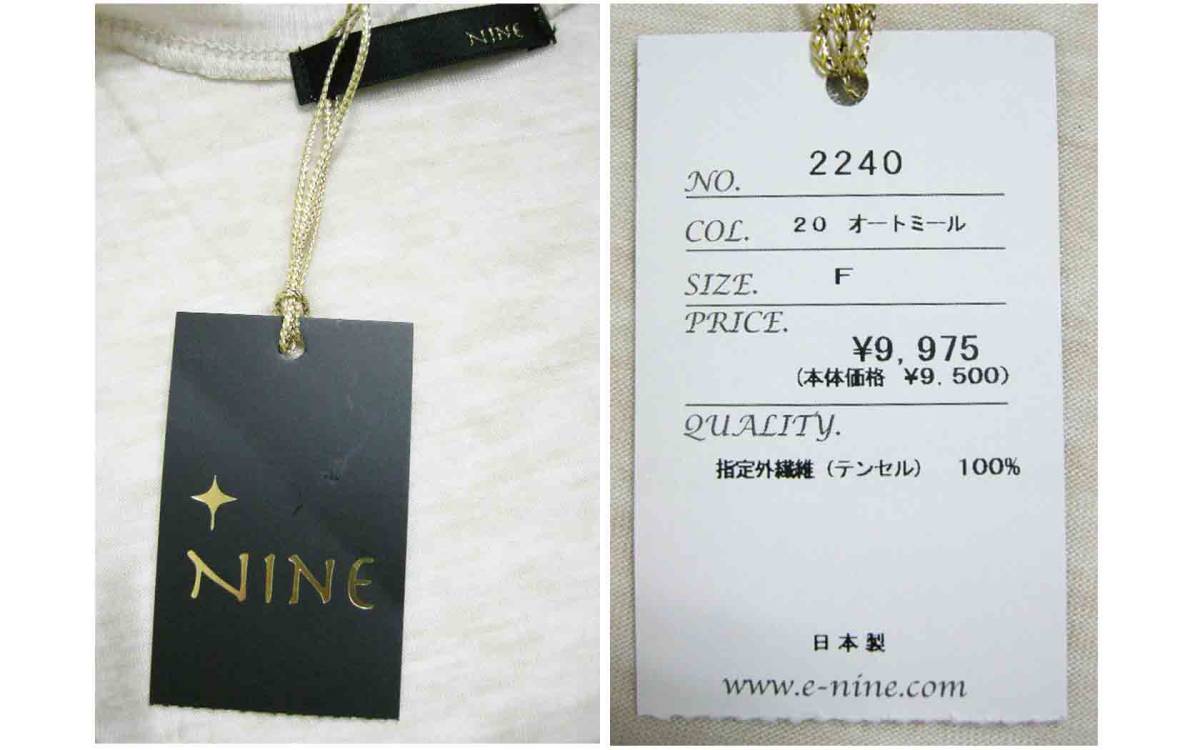 NINE
NINE
NO. 2240
COL. 20 オートミール
SIZE. F
PRICE.
¥9,975
(本体価格 ¥9,500)
QUALITY.
指定外繊維(テンセル) 100%
日本製
www.e-nine.com